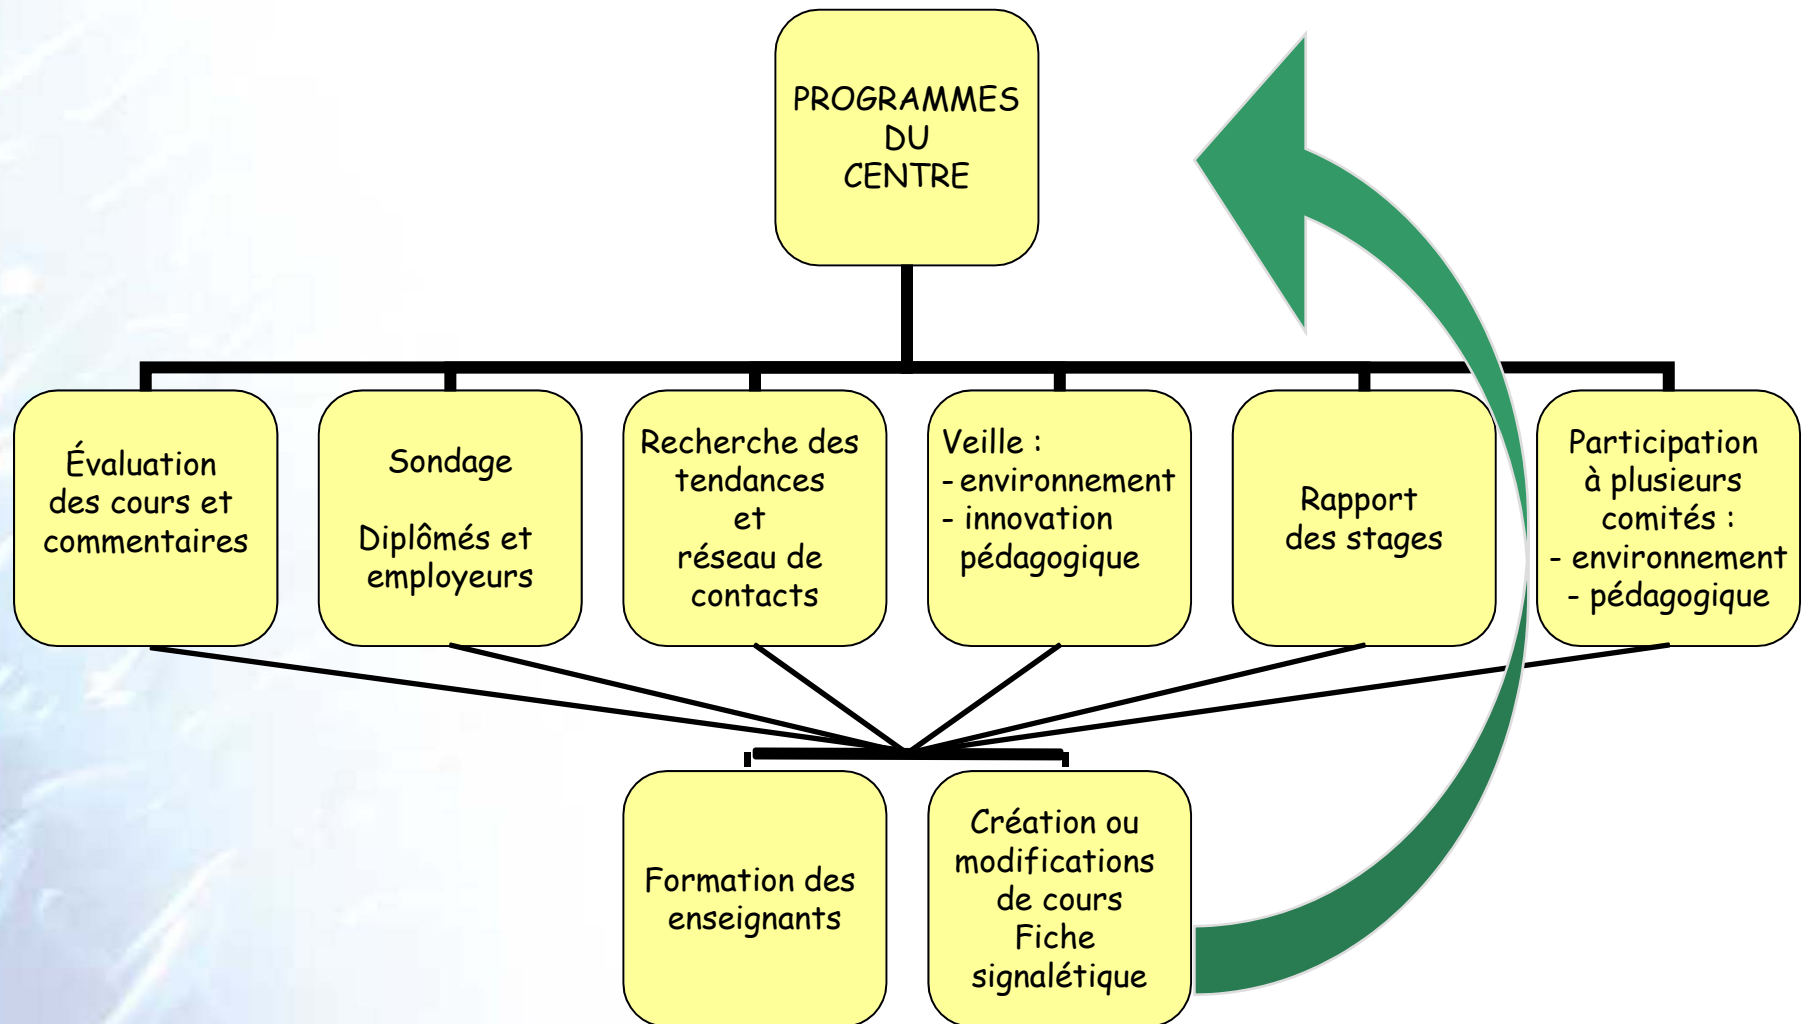 PROGRAMMES
DU
CENTRE
Évaluation
des cours et
commentaires
Sondage
Diplômés et
employeurs
Recherche des
tendances
et
réseau de
contacts
Veille :
- environnement
- innovation
pédagogique
Rapport
des stages
Participation
à plusieurs
comités :
- environnement
- pédagogique
Formation des
enseignants
Création ou
modifications
de cours
Fiche
signalétique